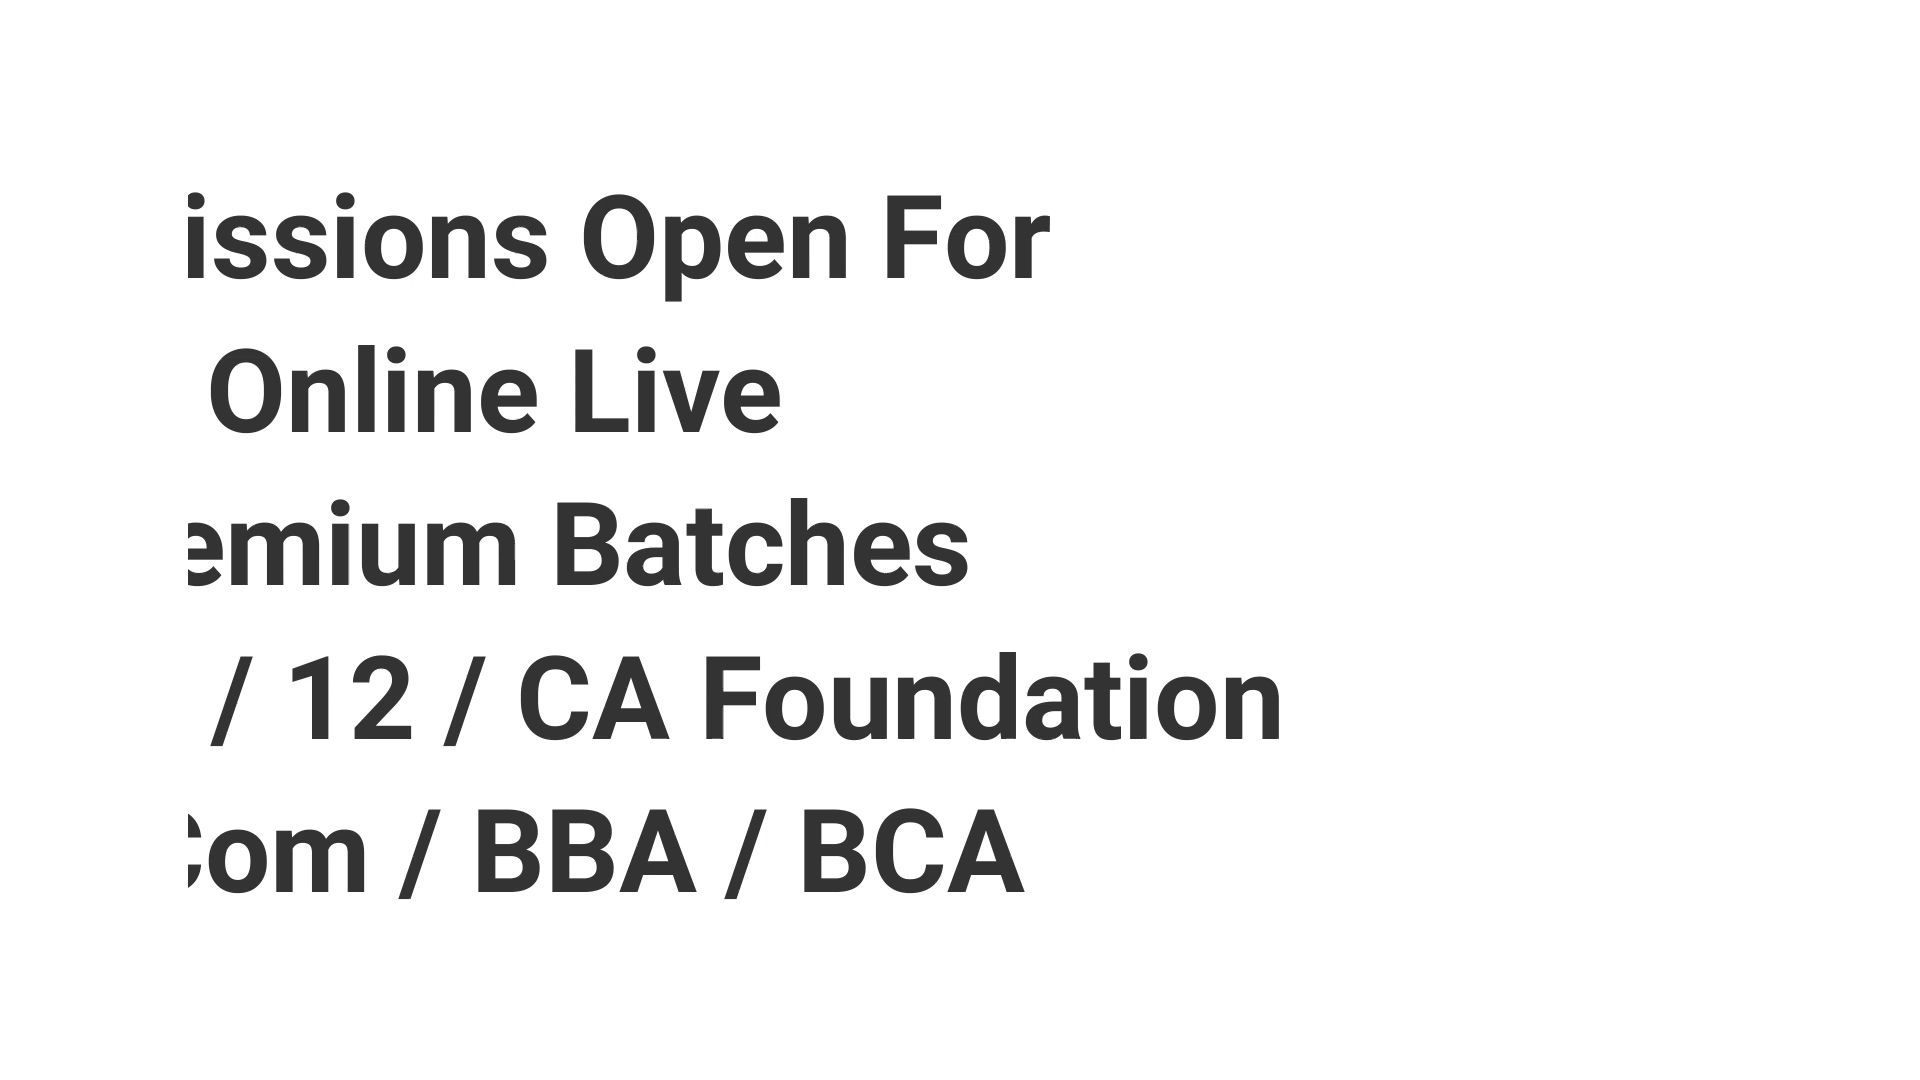 issions Open For
Online Live
emium Batches
/ 12 / CA Foundation
Com / BBA / BCA